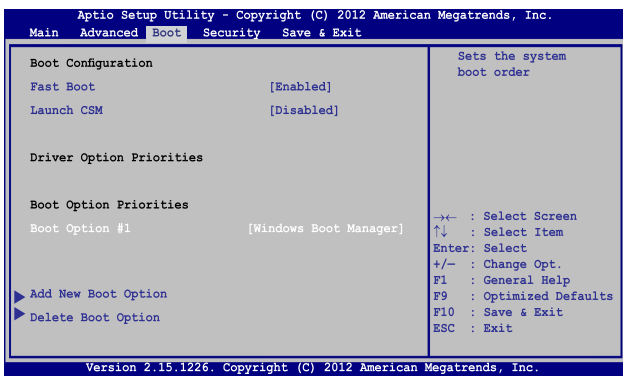 Aptio Setup Utility - Copyright (C) 2012 American Megatrends, Inc.
Main Advanced Boot Security Save & Exit
Boot Configuration
Fast Boot [Enabled]
Launch CSM [Disabled]
Driver Option Priorities
Boot Option Priorities
Boot Option #1 [Windows Boot Manager]
Add New Boot Option
Delete Boot Option
Sets the system
boot order
→← : Select Screen
↑↓ : Select Item
Enter: Select
+/— : Change Opt.
F1 : General Help
F9 : Optimized Defaults
F10 : Save & Exit
ESC : Exit
Version 2.15.1226. Copyright (C) 2012 American Megatrends, Inc.